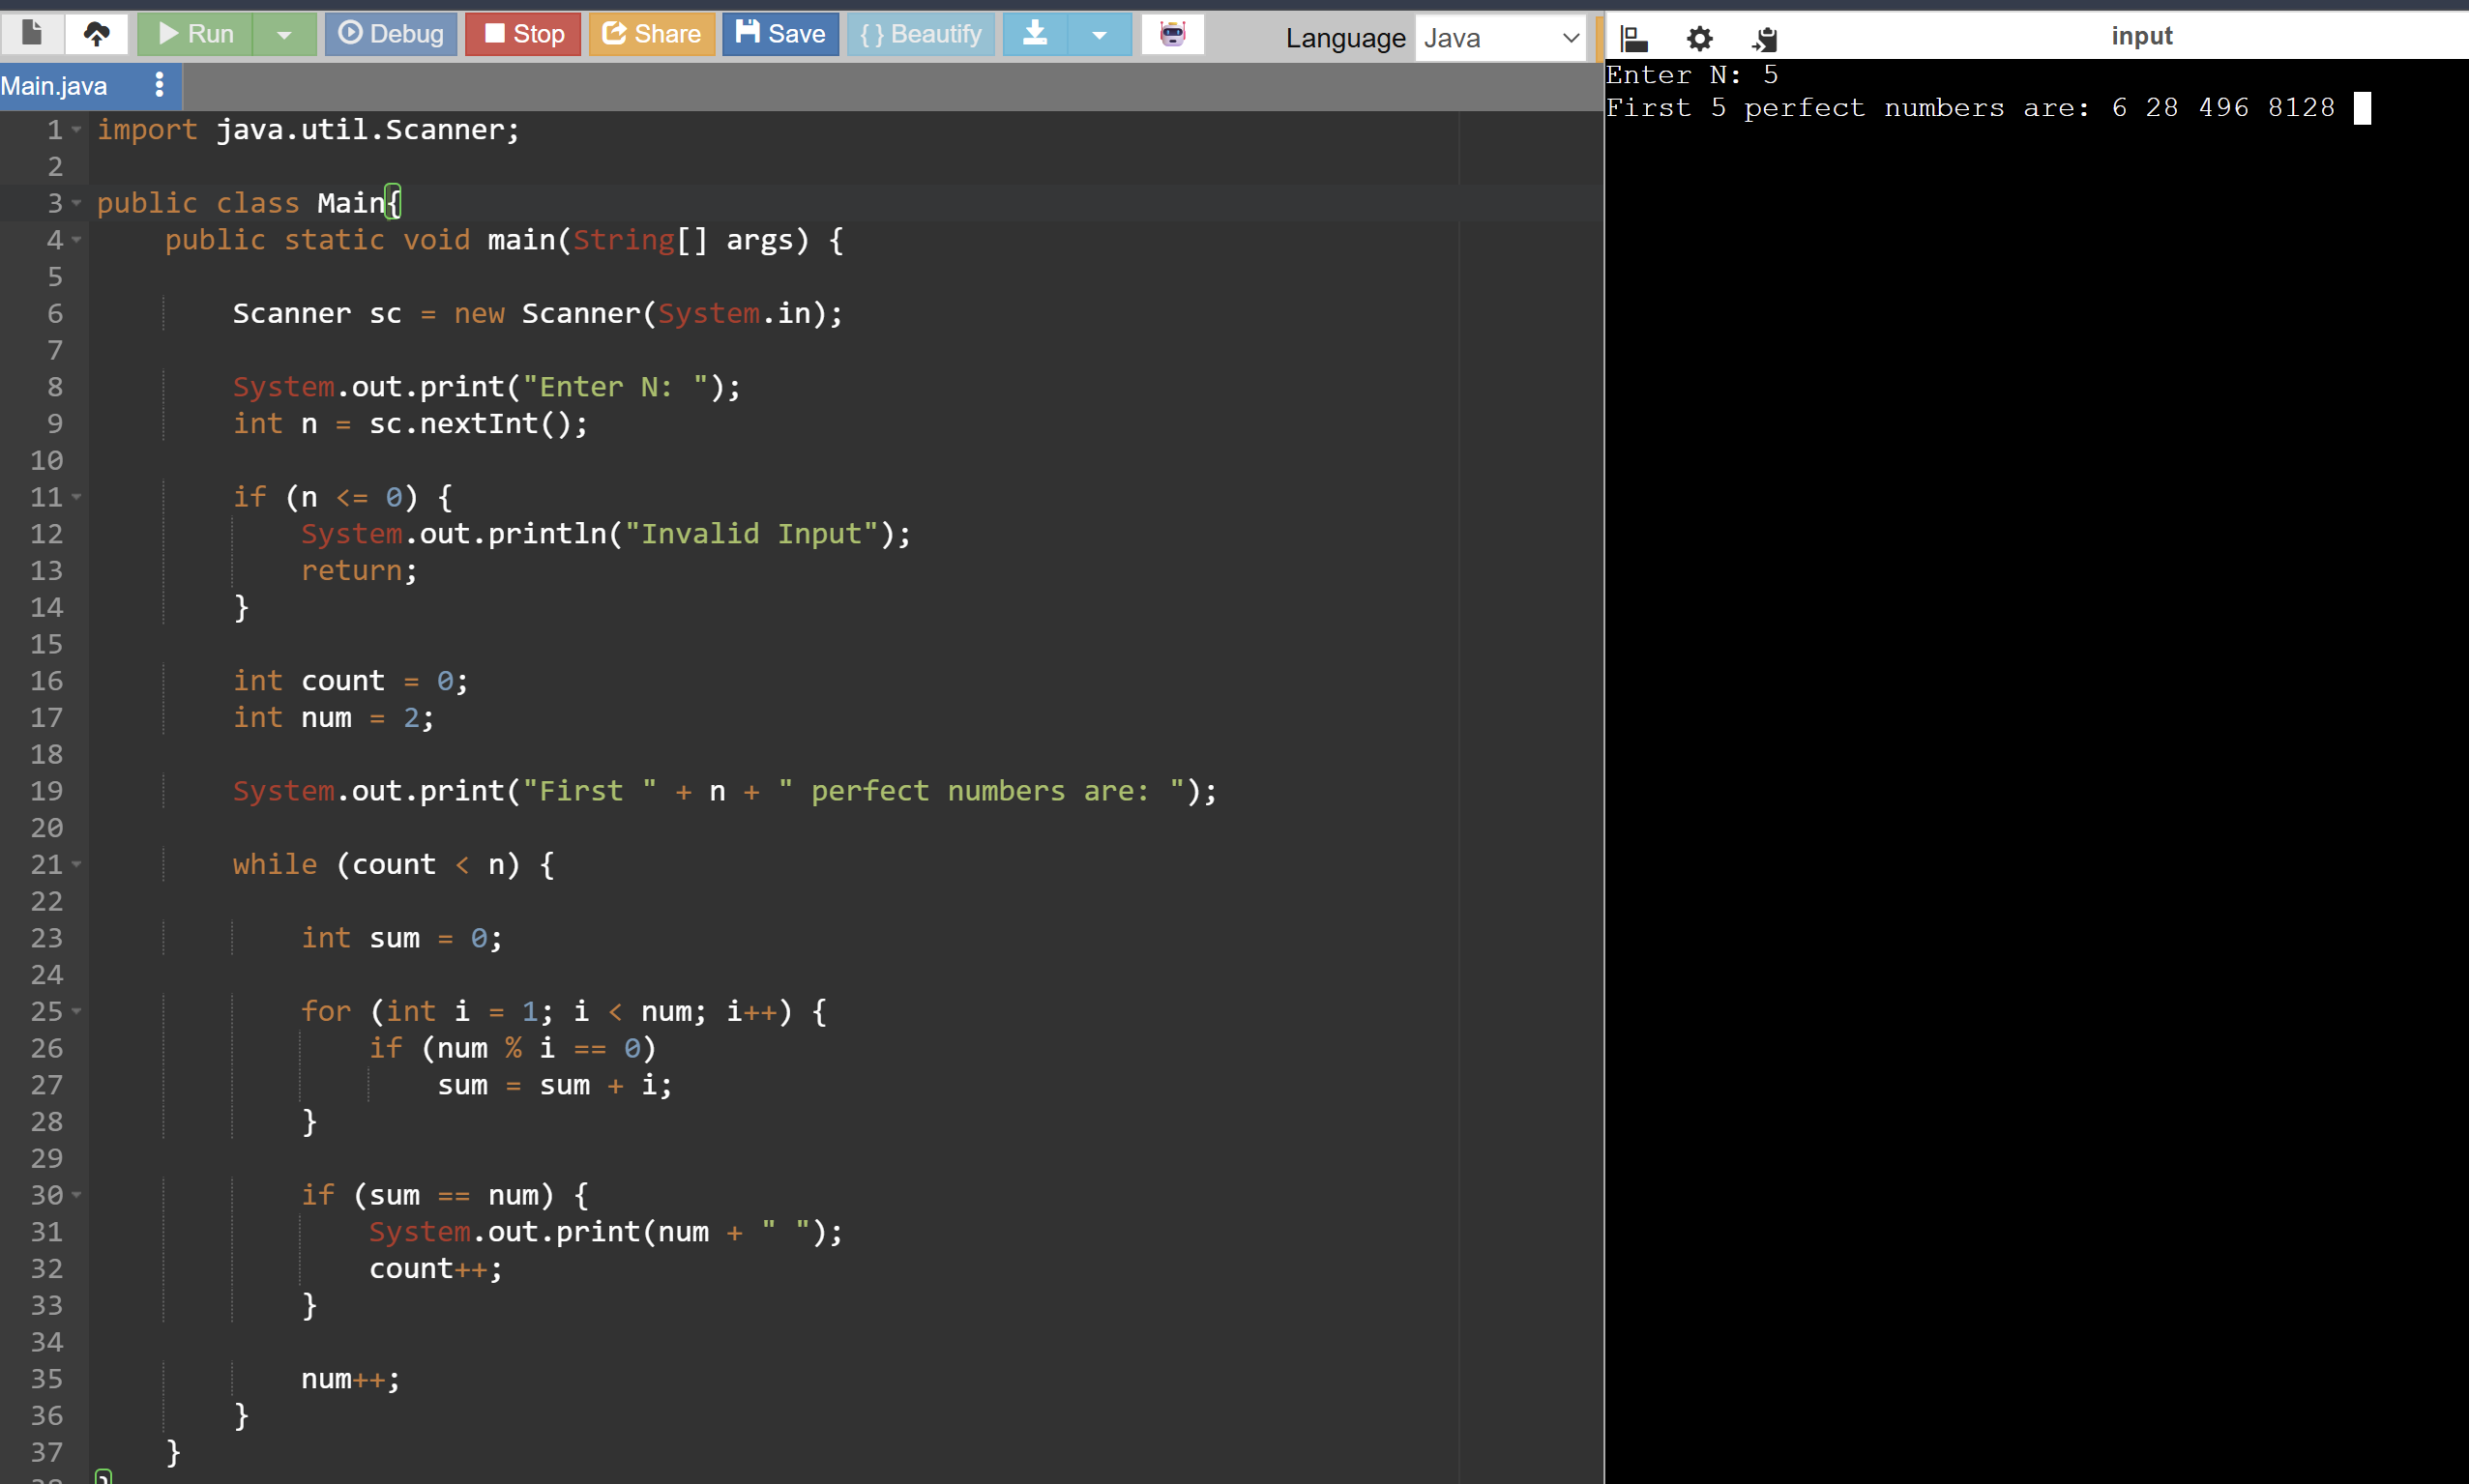 Run Debug Stop Share Save { } Beautify Language Java
Main.java
1 import java.util.Scanner;
2
3 public class Main{
4     public static void main(String[] args) {
5
6         Scanner sc = new Scanner(System.in);
7
8         System.out.print("Enter N: ");
9         int n = sc.nextInt();
10
11         if (n <= 0) {
12             System.out.println("Invalid Input");
13             return;
14         }
15
16         int count = 0;
17         int num = 2;
18
19         System.out.print("First " + n + " perfect numbers are: ");
20
21         while (count < n) {
22
23             int sum = 0;
24
25             for (int i = 1; i < num; i++) {
26                 if (num % i == 0)
27                     sum = sum + i;
28             }
29
30             if (sum == num) {
31                 System.out.print(num + " ");
32                 count++;
33             }
34
35             num++;
36         }
37     }
38 }
input
Enter N: 5
First 5 perfect numbers are: 6 28 496 8128